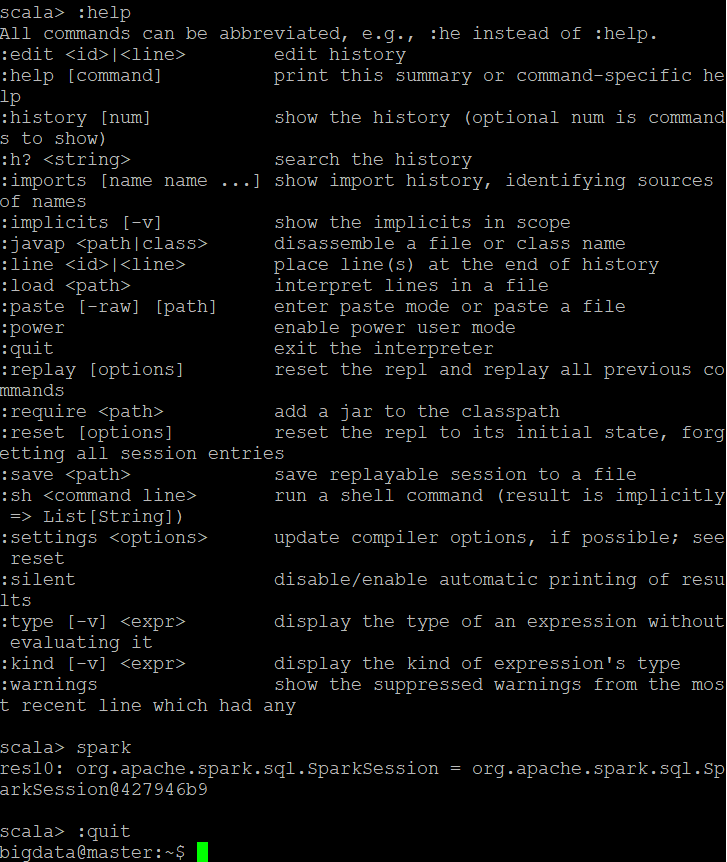 scala> :help
All commands can be abbreviated, e.g., :he instead of :help.
:edit <id>|<line>        edit history
:help [command]          print this summary or command-specific he
lp
:history [num]           show the history (optional num is command
s to show)
:h? <string>             search the history
:imports [name name ...] show import history, identifying sources
of names
:implicits [-v]          show the implicits in scope
:javap <path|class>      disassemble a file or class name
:line <id>|<line>        place line(s) at the end of history
:load <path>             interpret lines in a file
:paste [-raw] [path]     enter paste mode or paste a file
:power                   enable power user mode
:quit                    exit the interpreter
:replay [options]        reset the repl and replay all previous co
mmands
:require <path>          add a jar to the classpath
:reset [options]         reset the repl to its initial state, forg
etting all session entries
:save <path>             save replayable session to a file
:sh <command line>       run a shell command (result is implicitly
 => List[String])
:settings <options>      update compiler options, if possible; see
 reset
:silent                  disable/enable automatic printing of resu
lts
:type [-v] <expr>        display the type of an expression without
 evaluating it
:kind [-v] <expr>        display the kind of expression's type
:warnings                show the suppressed warnings from the mos
t recent line which had any
scala> spark
res10: org.apache.spark.sql.SparkSession = org.apache.spark.sql.Sp
arkSession@427946b9
scala> :quit
bigdata@master:~$